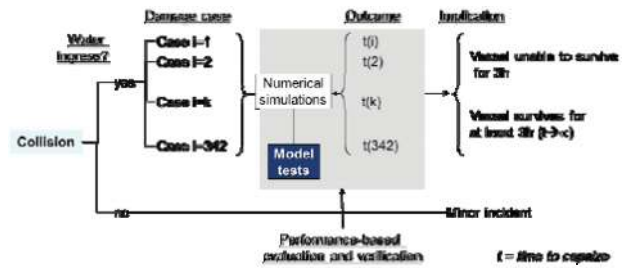 Damage case
Outcome
Implication
Water
ingress?
yes
Case i=1
Case i=2
Case i=k
Case i=342
Numerical
simulations
Model
tests
t(i)
t(2)
t(k)
t(342)
Vessel unable to survive
for 3h
Vessel survives for
at least 3h (t→∝)
Collision
no
Minor incident
Performance-based
evaluation and verification
t = time to capsize